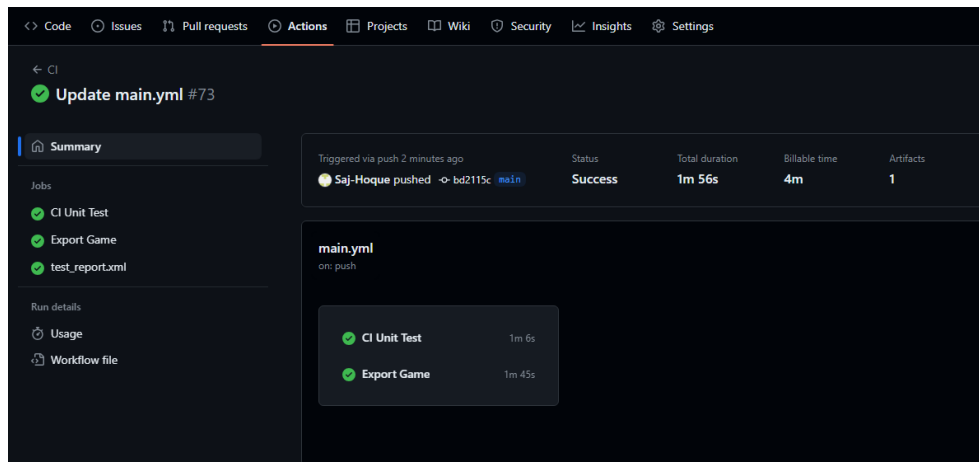 Code Issues Pull requests Actions Projects Wiki Security Insights Settings
CI
Update main.yml #73
Summary
Jobs
CI Unit Test
Export Game
test_report.xml
Run details
Usage
Workflow file
Triggered via push 2 minutes ago
Saj-Hoque pushed bd2115c main
Status
Success
Total duration
1m 56s
Billable time
4m
Artifacts
1
main.yml
on: push
CI Unit Test 1m 6s
Export Game 1m 45s